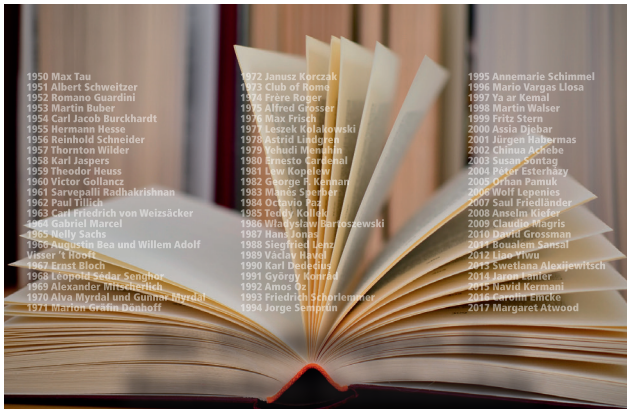 1950 Max Tau
1951 Albert Schweitzer
1952 Romano Guardini
1953 Martin Buber
1954 Carl Jacob Burckhardt
1955 Hermann Hesse
1956 Reinhold Schneider
1957 Thornton Wilder
1958 Karl Jaspers
1959 Theodor Heuss
1960 Victor Gollancz
1961 Sarvepalli Radhakrishnan
1962 Paul Tillich
1963 Carl Friedrich von Weizsäcker
1964 Gabriel Marcel
1965 Nelly Sachs
1966 Augustin Bea und Willem Adolf
Visser 't Hooft
1967 Ernst Bloch
1968 Léopold Sédar Senghor
1969 Alexander Mitscherlich
1970 Alva Myrdal und Gunnar Myrdal
1971 Marion Gräfin Dönhoff
1972 Janusz Korczak
1973 Club of Rome
1974 Frère Roger
1975 Alfred Grosser
1976 Max Frisch
1977 Leszek Kolakowski
1978 Astrid Lindgren
1979 Yehudi Menuhin
1980 Ernesto Cardenal
1981 Lew Kopelew
1982 George F. Kennan
1983 Manès Sperber
1984 Octavio Paz
1985 Teddy Kollek
1986 Władysław Bartoszewski
1987 Hans Jonas
1988 Siegfried Lenz
1989 Václav Havel
1990 Karl Dedecius
1991 György Konrád
1992 Amos Oz
1993 Friedrich Schorlemmer
1994 Jorge Semprún
1995 Annemarie Schimmel
1996 Mario Vargas Llosa
1997 Ya ar Kemal
1998 Martin Walser
1999 Fritz Stern
2000 Assia Djebar
2001 Jürgen Habermas
2002 Chinua Achebe
2003 Susan Sontag
2004 Péter Esterházy
2005 Orhan Pamuk
2006 Wolf Lepenies
2007 Saul Friedländer
2008 Anselm Kiefer
2009 Claudio Magris
2010 David Grossman
2011 Boualem Sansal
2012 Liao Yiwu
2013 Swetlana Alexijewitsch
2014 Jaron Lanier
2015 Navid Kermani
2016 Carolin Emcke
2017 Margaret Atwood